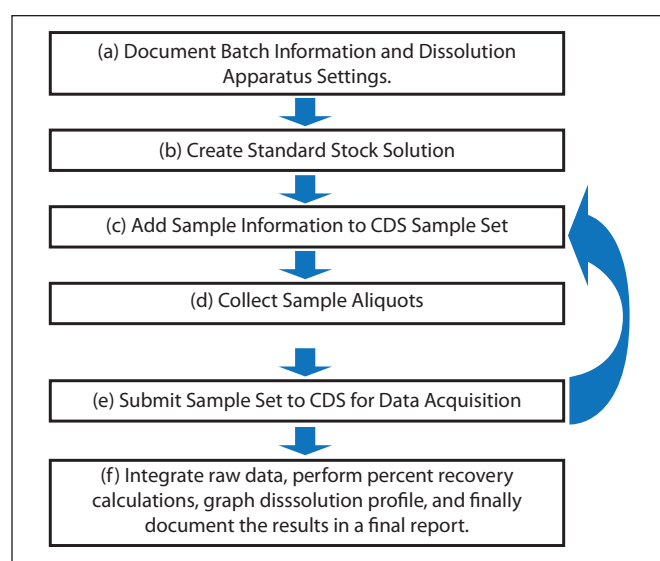 (a) Document Batch Information and Dissolution
Apparatus Settings.
(b) Create Standard Stock Solution
(c) Add Sample Information to CDS Sample Set
(d) Collect Sample Aliquots
(e) Submit Sample Set to CDS for Data Acquisition
(f) Integrate raw data, perform percent recovery
calculations, graph disssolution profile, and finally
document the results in a final report.